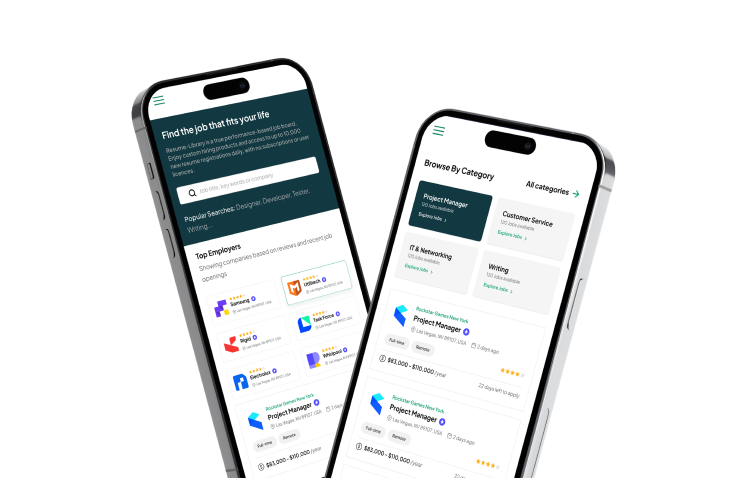 Find the job that fits your life
Resume-Library is a true performance-based job board.
Enjoy custom hiring products and access to up to 10,000
new resume registrations daily, with no subscriptions or user
licences.
Job title, key words or company
Popular Searches: Designer, Developer, Tester,
Writing...
Top Employers
Showing companies based on reviews and recent job
openings
Samsung
Las Vegas, NV 89107, USA
Utilitech
Las Vegas, NV 89107, USA
Rigid
Las Vegas, NV 89107, USA
Task Force
Las Vegas, NV 89107, USA
Electrolux
Las Vegas, NV 89107, USA
Whirlpool
Las Vegas, NV 89107
Rockstar Games New York
Project Manager
Las Vegas, NV 89107, USA
2 days
Full-time
Remote
$83,000 - $110,000 /year
Browse By Category
All categories
Project Manager
120 Jobs available
Explore Jobs
Customer Service
120 Jobs available
Explore Jobs
IT & Networking
120 Jobs available
Explore Jobs
Writing
120 Jobs available
Explore Jobs
Rockstar Games New York
Project Manager
Las Vegas, NV 89107, USA
2 days ago
Full-time
Remote
$83,000 - $110,000 /year
22 days left to apply
Rockstar Games New York
Project Manager
Las Vegas, NV 89107, USA
2 days ago
Full-time
Remote
$83,000 - $110,000 /year